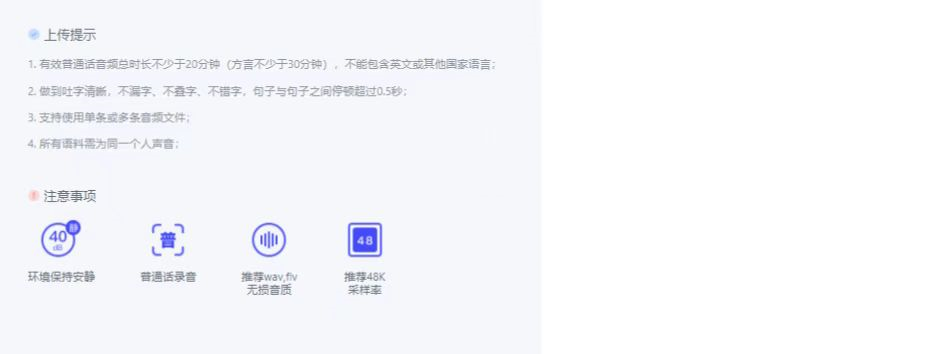 上传提示
1. 有效普通话音频总时长不少于20分钟（方言不少于30分钟），不能包含英文或其他国家语言；
2. 做到吐字清晰，不漏字、不叠字、不错字，句子与句子之间停顿超过0.5秒；
3. 支持使用单条或多条音频文件；
4. 所有语料需为同一个人声音；
注意事项
40 dB 静
普
48
环境保持安静
普通话录音
推荐wav,flv
无损音质
推荐48K
采样率